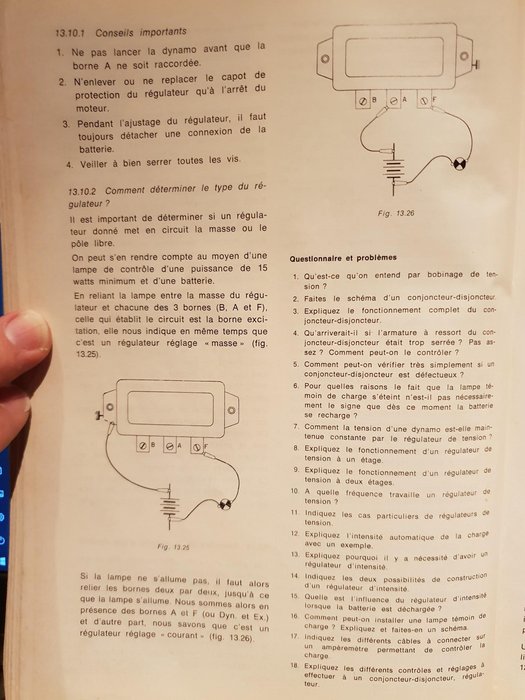 13.10.1 Conseils importants
1. Ne pas lancer la dynamo avant que la
borne A ne soit raccordée.
2. N'enlever ou ne replacer le capot de
protection du régulateur qu'à l'arrêt du
moteur.
3. Pendant l'ajustage du régulateur, il faut
toujours détacher une connexion de la
batterie.
4. Veiller à bien serrer toutes les vis.
13.10.2 Comment déterminer le type du ré-
gulateur ?
Il est important de déterminer si un régula-
teur donné met en circuit la masse ou le
pôle libre.
On peut s'en rendre compte au moyen d'une
lampe de contrôle d'une puissance de 15
watts minimum et d'une batterie.
En reliant la lampe entre la masse du régu-
lateur et chacune des 3 bornes (B, A et F),
celle qui établit le circuit est la borne exci-
tation, elle nous indique en même temps que
c'est un régulateur réglage « masse » (fig.
13.25).
B A F
Fig. 13.25
Si la lampe ne s'allume pas, il faut alors
relier les bornes deux par deux, jusqu'à ce
que la lampe s'allume. Nous sommes alors en
présence des bornes A et F (ou Dyn. et Ex.)
et d'autre part, nous savons que c'est un
régulateur réglage « courant » (fig. 13.26).
B A F
Fig. 13.26
Questionnaire et problèmes
1. Qu'est-ce qu'on entend par bobinage de ten-
sion ?
2. Faites le schéma d'un conjoncteur-disjoncteur.
3. Expliquez le fonctionnement complet du con-
joncteur-disjoncteur.
4. Qu'arriverait-il si l'armature à ressort du con-
joncteur-disjoncteur était trop serrée ? Pas as-
sez ? Comment peut-on le contrôler ?
5. Comment peut-on vérifier très simplement si un
conjoncteur-disjoncteur est défectueux ?
6. Pour quelles raisons le fait que la lampe té-
moin de charge s'éteint n'est-il pas nécessaire-
ment le signe que dès ce moment la batterie
se recharge ?
7. Comment la tension d'une dynamo est-elle main-
tenue constante par le régulateur de tension ?
8. Expliquez le fonctionnement d'un régulateur de
tension à un étage.
9. Expliquez le fonctionnement d'un régulateur de
tension à deux étages.
10. A quelle fréquence travaille un régulateur de
tension ?
11. Indiquez les cas particuliers de régulateurs de
tension.
12. Expliquez l'intensité automatique de la charge
avec un exemple.
13. Expliquez pourquoi il y a nécessité d'avoir un
régulateur d'intensité.
14. Indiquez les deux possibilités de construction
d'un régulateur d'intensité.
15. Quelle est l'influence du régulateur d'intensité
lorsque la batterie est déchargée ?
16. Comment peut-on installer une lampe témoin de
charge ? Expliquez et faites-en un schéma.
17. Indiquez les différents câbles à connecter sur
un ampèremètre permettant de contrôler la
charge.
18. Expliquez les différents contrôles et réglages à
effectuer à un conjoncteur-disjoncteur, régula-
teur.